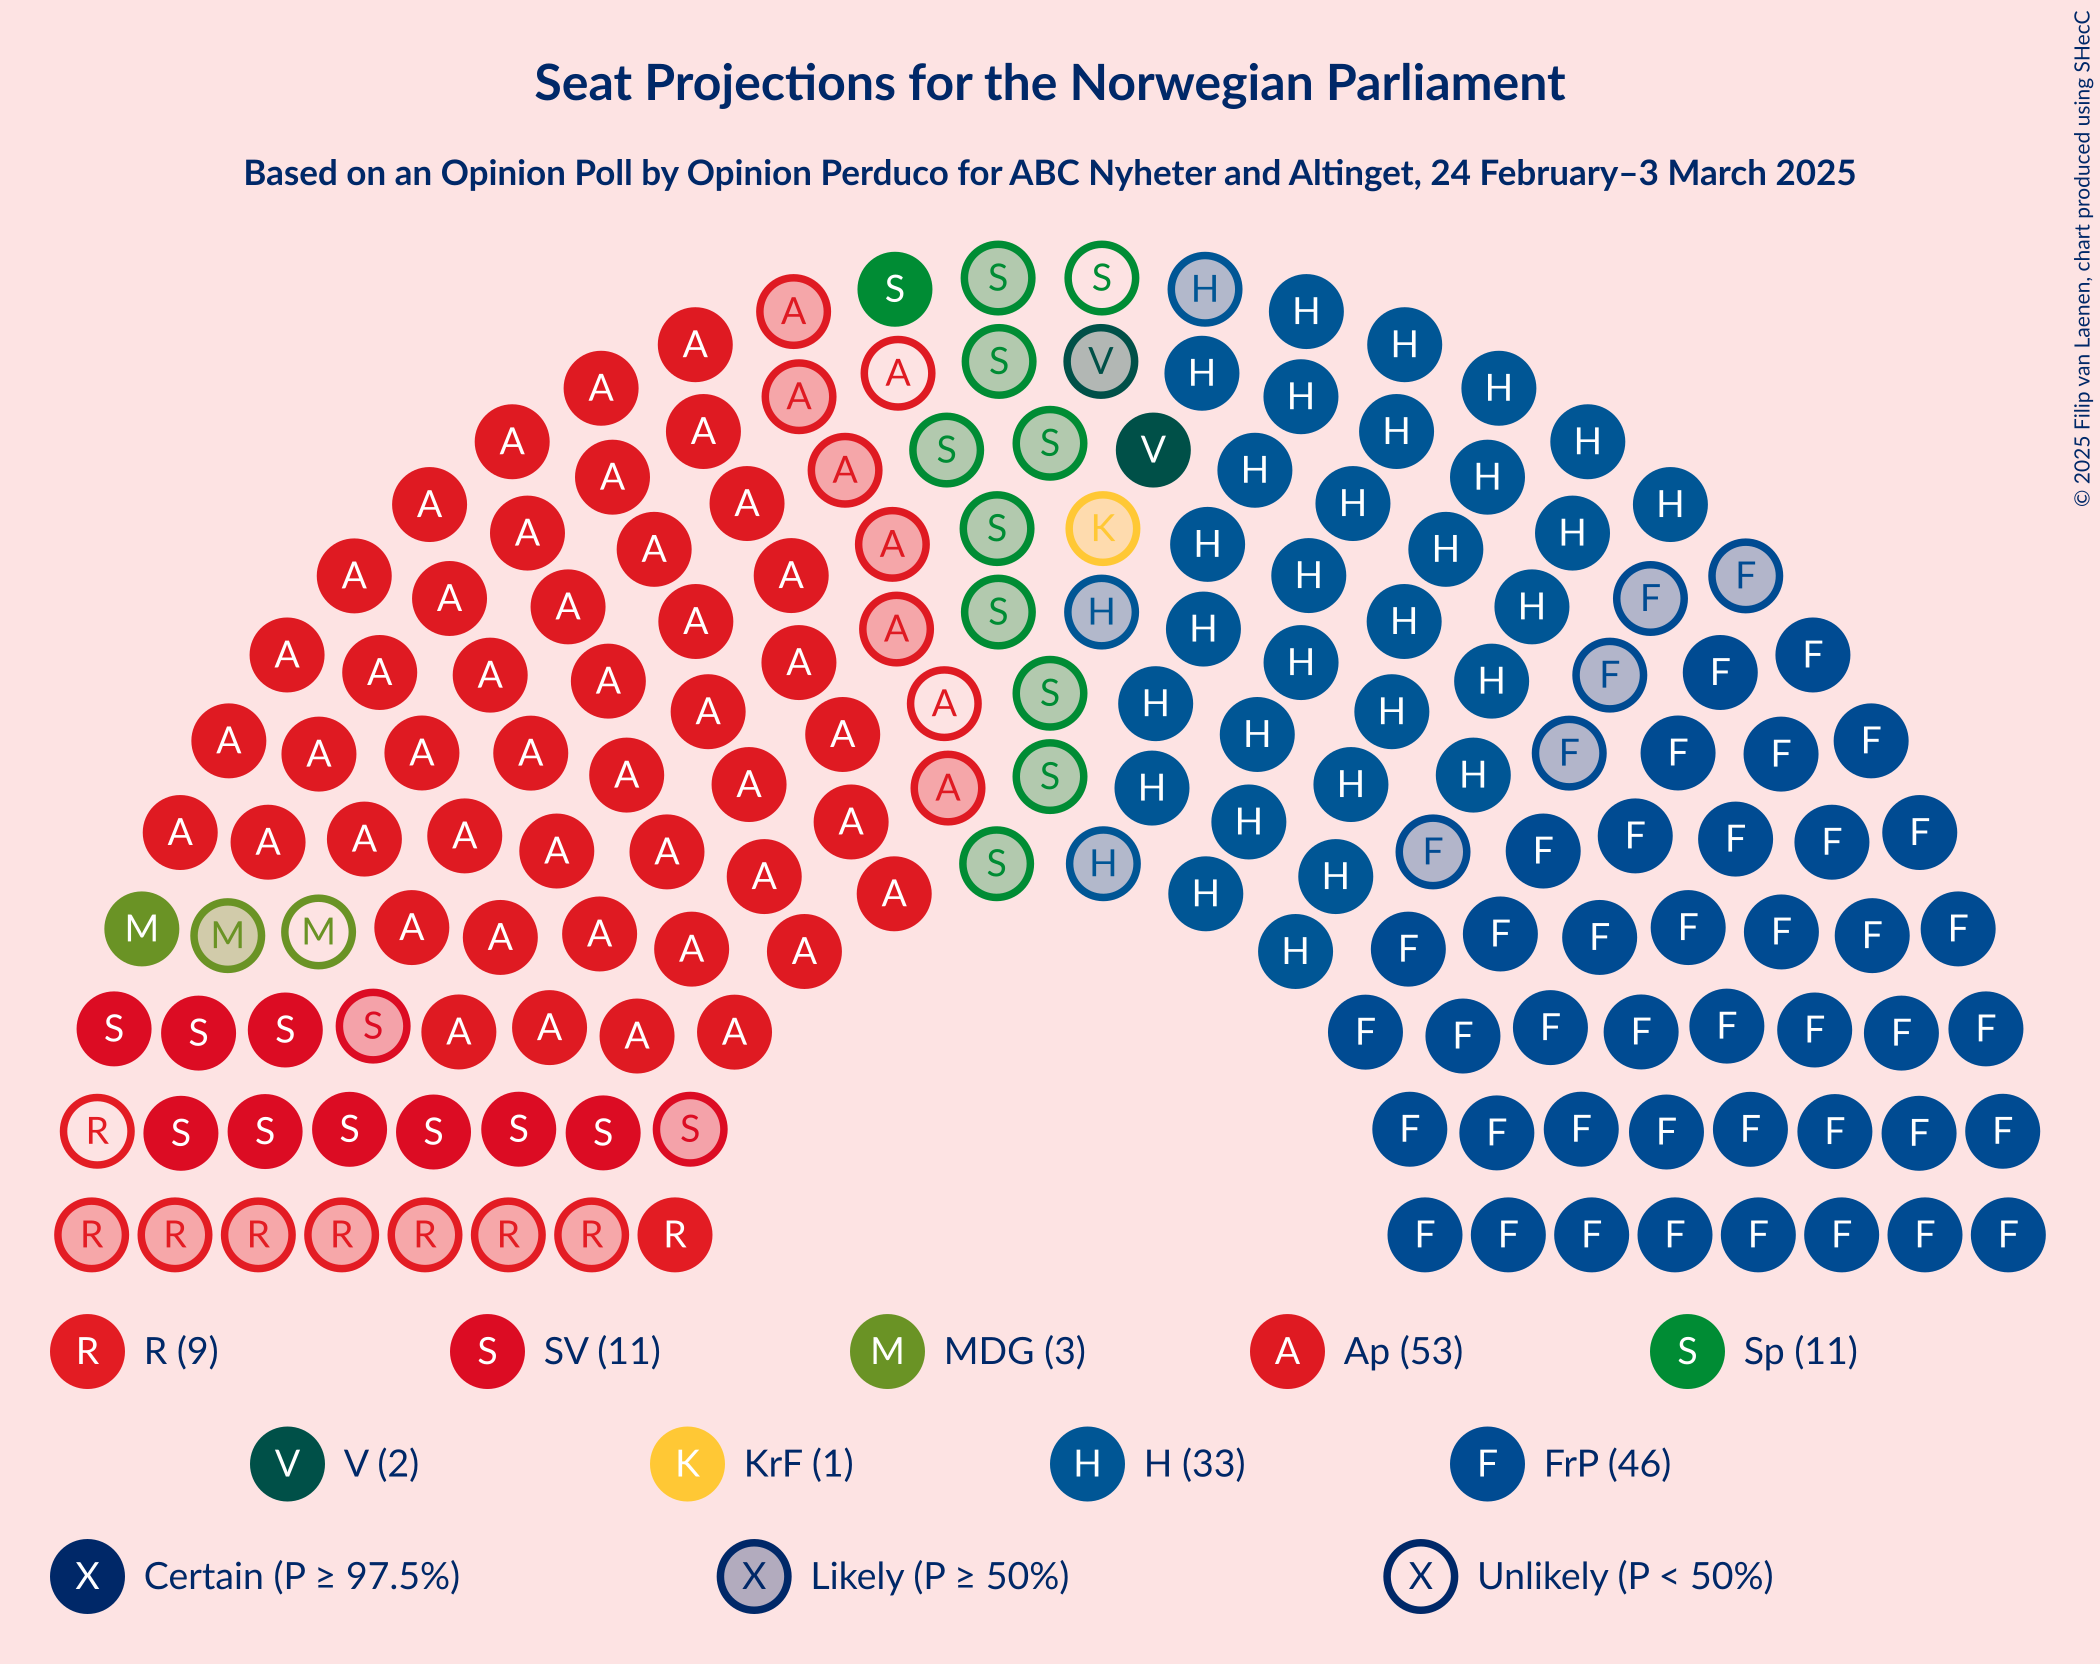 Seat Projections for the Norwegian Parliament
Based on an Opinion Poll by Opinion Perduco for ABC Nyheter and Altinget, 24 February–3 March 2025
© 2025 Filip van Laenen, chart produced using SHecC
S S S H
A H
A H
A S V H
A A H
A H
A A H
A S S V H
A A H H
A A H H
A A S K H H
A A A H H H
A A H H F F
A A A S H H H
A A A H H F
A A A A S H H F F F
A A A A H H H
A A A A A A S H H H F F F F
A A A A A A A H H F F F F F
A A A S H H F
M M M A A A A A H F F F F F F F
S S S S A A A A F F F F F F F F
R S S S S S S S F F F F F F F F
R R R R R R R R F F F F F F F F
R R (9) S SV (11) M MDG (3) A Ap (53) S Sp (11)
V V (2) K KrF (1) H H (33) F FrP (46)
X Certain (P ≥ 97.5%) X Likely (P ≥ 50%) X Unlikely (P < 50%)